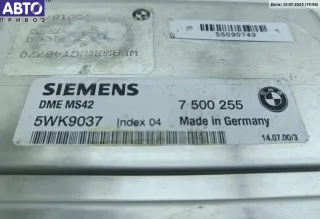 АВТО
ПРИВОЗ
Дата: 13.07.2023
55090749
SIEMENS
DME MS42
7 500 255
5WK9037 Index 04 Made in Germany
14.07.00/3